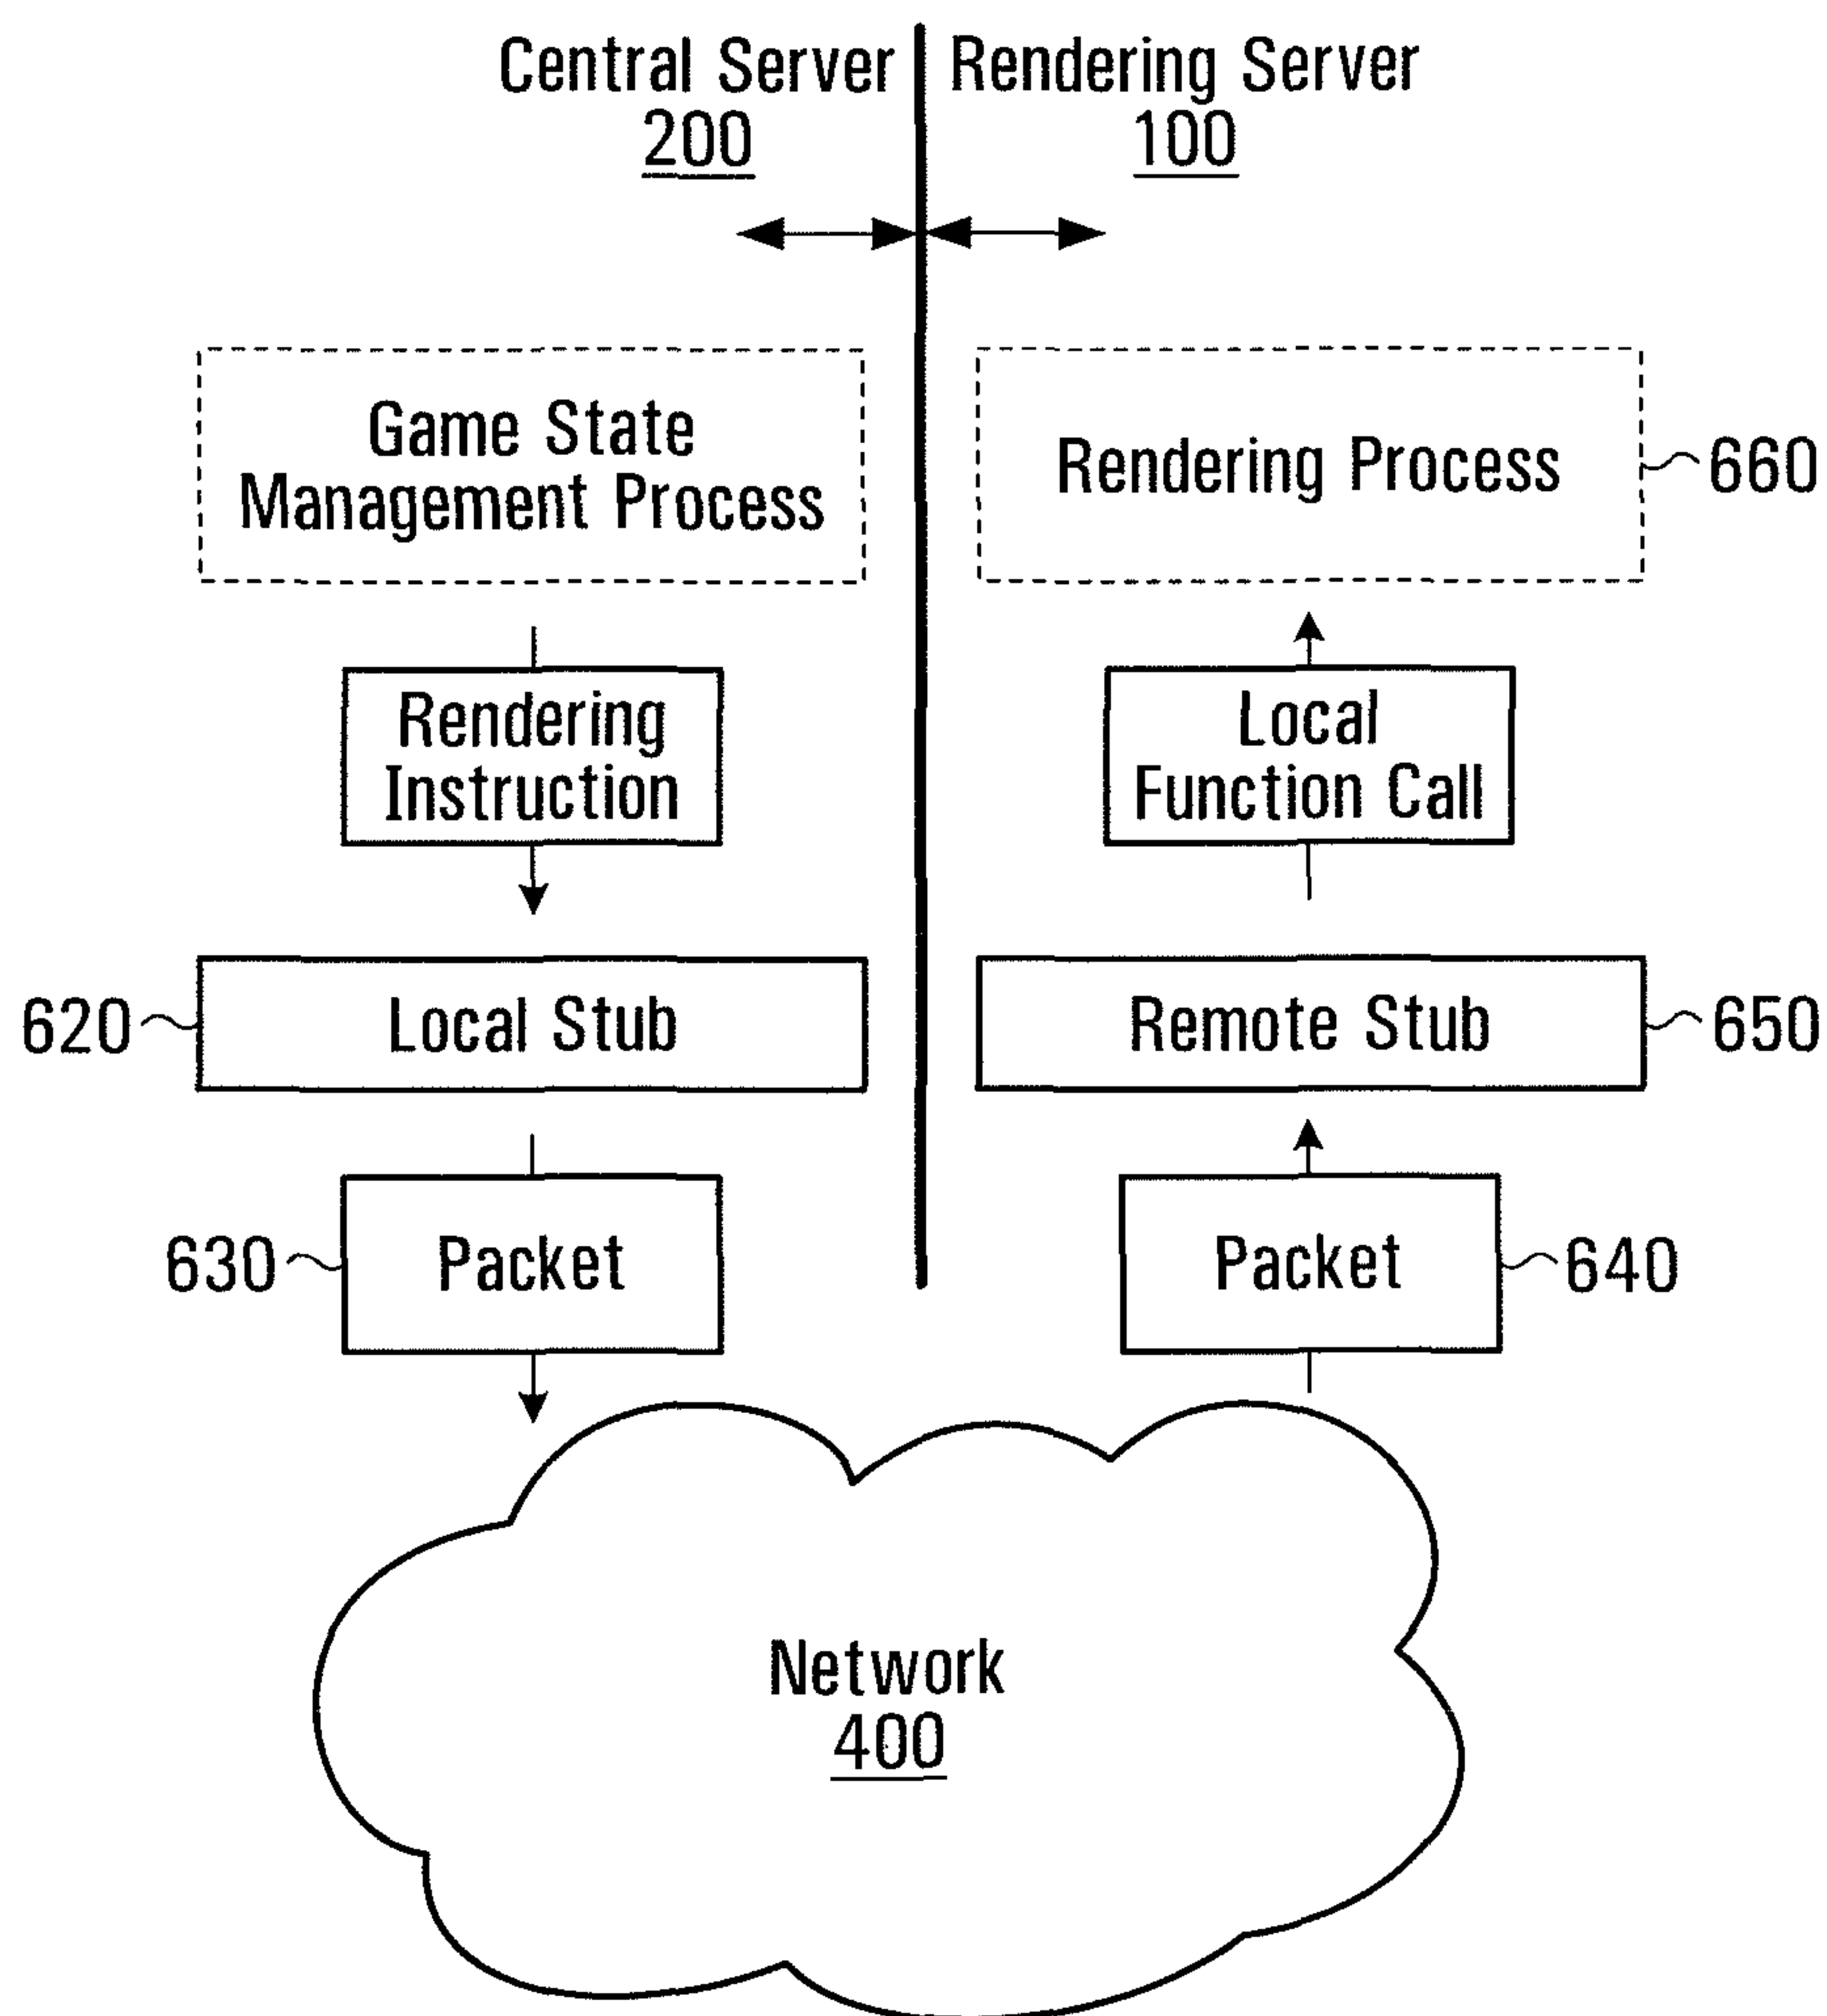 Central Server
200
Rendering Server
100
Game State
Management Process
Rendering Process
660
Rendering
Instruction
Local
Function Call
620
Local Stub
Remote Stub
650
630
Packet
Packet
640
Network
400